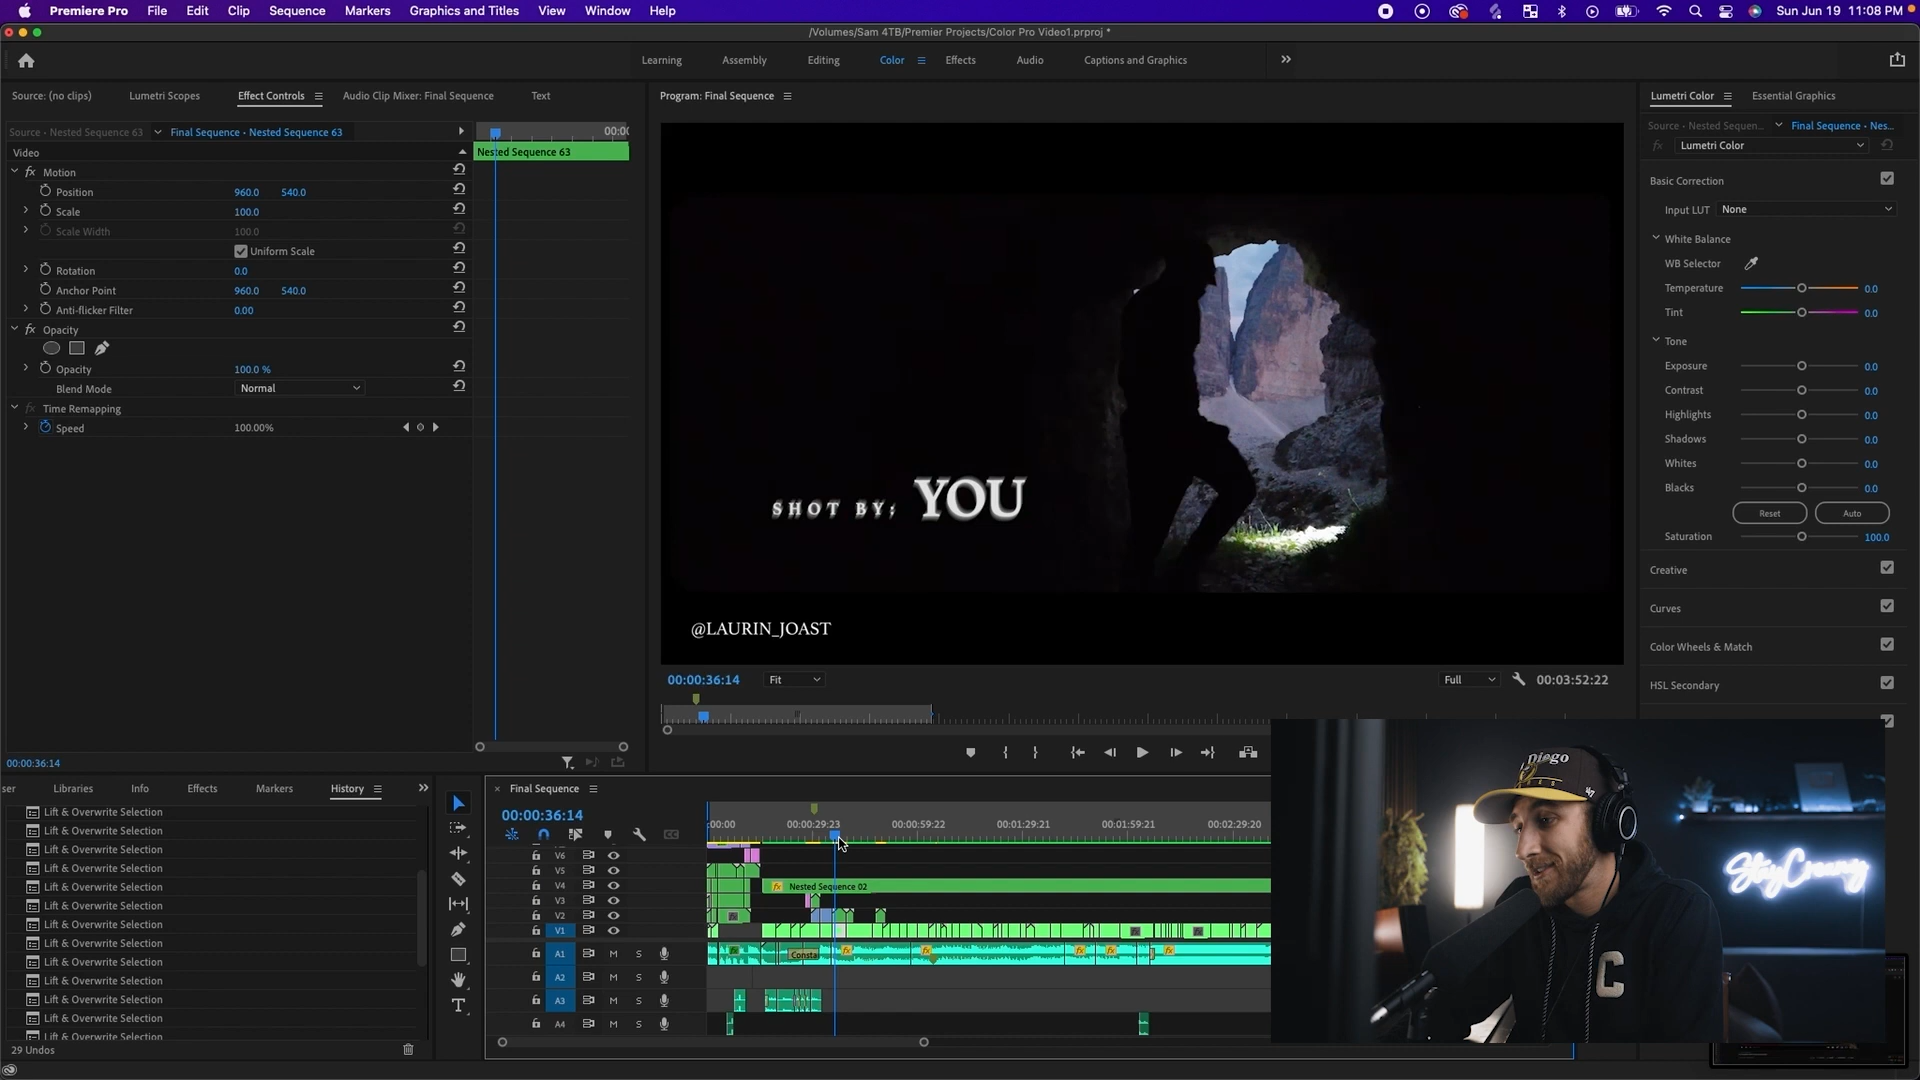 Premiere Pro File Edit Clip Sequence Markers Graphics and Titles View Window Help Sun Jun 19 11:08 PM
/Volumes/Sam 4TB/Premier Projects/Color Pro Video1.prproj *
Learning Assembly Editing Color Effects Audio Captions and Graphics
Source: (no clips) Lumetri Scopes Effect Controls Audio Clip Mixer: Final Sequence Text
Source • Nested Sequence 63 Final Sequence • Nested Sequence 63 00:00
Video Nested Sequence 63
fx Motion
Position 960.0 540.0
Scale 100.0
Scale Width 100.0
Uniform Scale
Rotation 0.0
Anchor Point 960.0 540.0
Anti-flicker Filter 0.00
fx Opacity
Opacity 100.0 %
Blend Mode Normal
fx Time Remapping
Speed 100.00%
00:00:36:14
Program: Final Sequence
SHOT BY: YOU
@LAURIN_JOAST
00:00:36:14 Fit Full 00:03:52:22
Lumetri Color Essential Graphics
Source • Nested Sequen... Final Sequence • Nes...
fx Lumetri Color
Basic Correction
Input LUT None
White Balance
WB Selector
Temperature 0.0
Tint 0.0
Tone
Exposure 0.0
Contrast 0.0
Highlights 0.0
Shadows 0.0
Whites 0.0
Blacks 0.0
Reset Auto
Saturation 100.0
Creative
Curves
Color Wheels & Match
HSL Secondary
ser Libraries Info Effects Markers History
Lift & Overwrite Selection
Lift & Overwrite Selection
Lift & Overwrite Selection
Lift & Overwrite Selection
Lift & Overwrite Selection
Lift & Overwrite Selection
Lift & Overwrite Selection
Lift & Overwrite Selection
Lift & Overwrite Selection
Lift & Overwrite Selection
Lift & Overwrite Selection
Lift & Overwrite Selection
Lift & Overwrite Selection
29 Undos
Final Sequence
00:00:36:14
:00:00 00:00:29:23 00:00:59:22 00:01:29:21 00:01:59:21 00:02:29:20
V6
V5
V4 fx Nested Sequence 02
V3
V2
V1
A1 M S Consta
A2 M S
A3 M S
A4 M S
Diego
47
C
StayCreamy